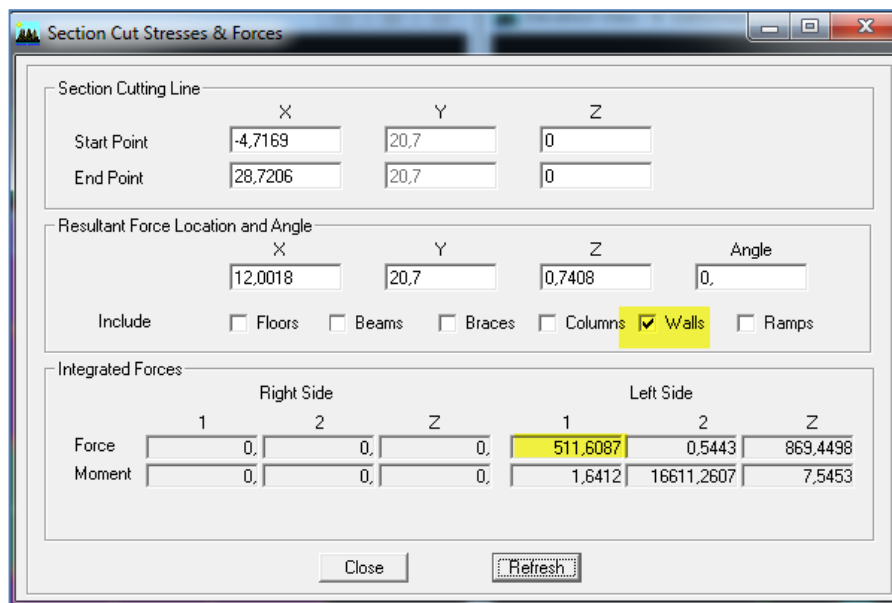 Section Cut Stresses & Forces
Section Cutting Line
X Y Z
Start Point -4,7169 20,7 0
End Point 28,7206 20,7 0
Resultant Force Location and Angle
X Y Z Angle
12,0018 20,7 0,7408 0,
Include Floors Beams Braces Columns Walls Ramps
Integrated Forces
Right Side Left Side
1 2 Z 1 2 Z
Force 0, 0, 0, 511,6087 0,5443 869,4498
Moment 0, 0, 0, 1,6412 16611,2607 7,5453
Close Refresh